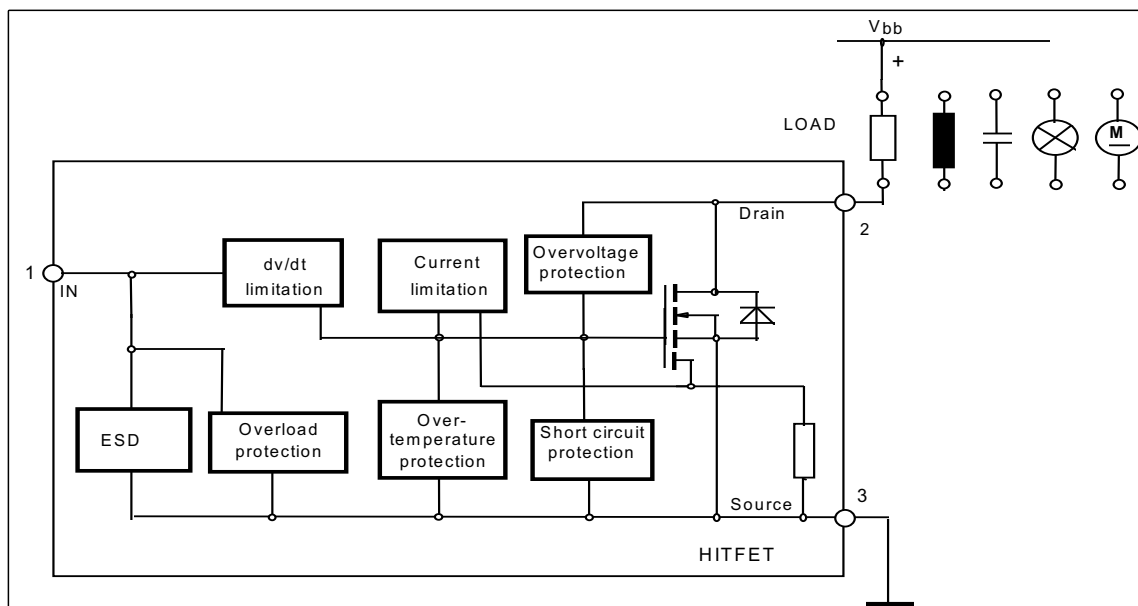 Vbb
+
LOAD
M
Drain
2
1
IN
dv/dt
limitation
Current
limitation
Overvoltage
protection
ESD
Overload
protection
Over-
temperature
protection
Short circuit
protection
Source
3
HITFET